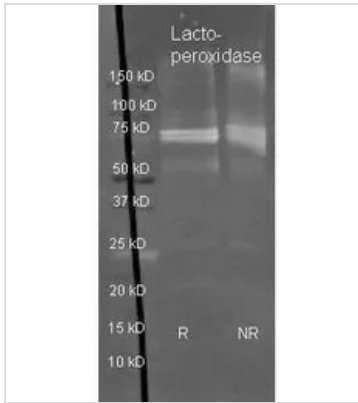 Lacto-
peroxidase
150 kD
100 kD
75 kD
50 kD
37 kD
25 kD
20 kD
15 kD
R NR
10 kD